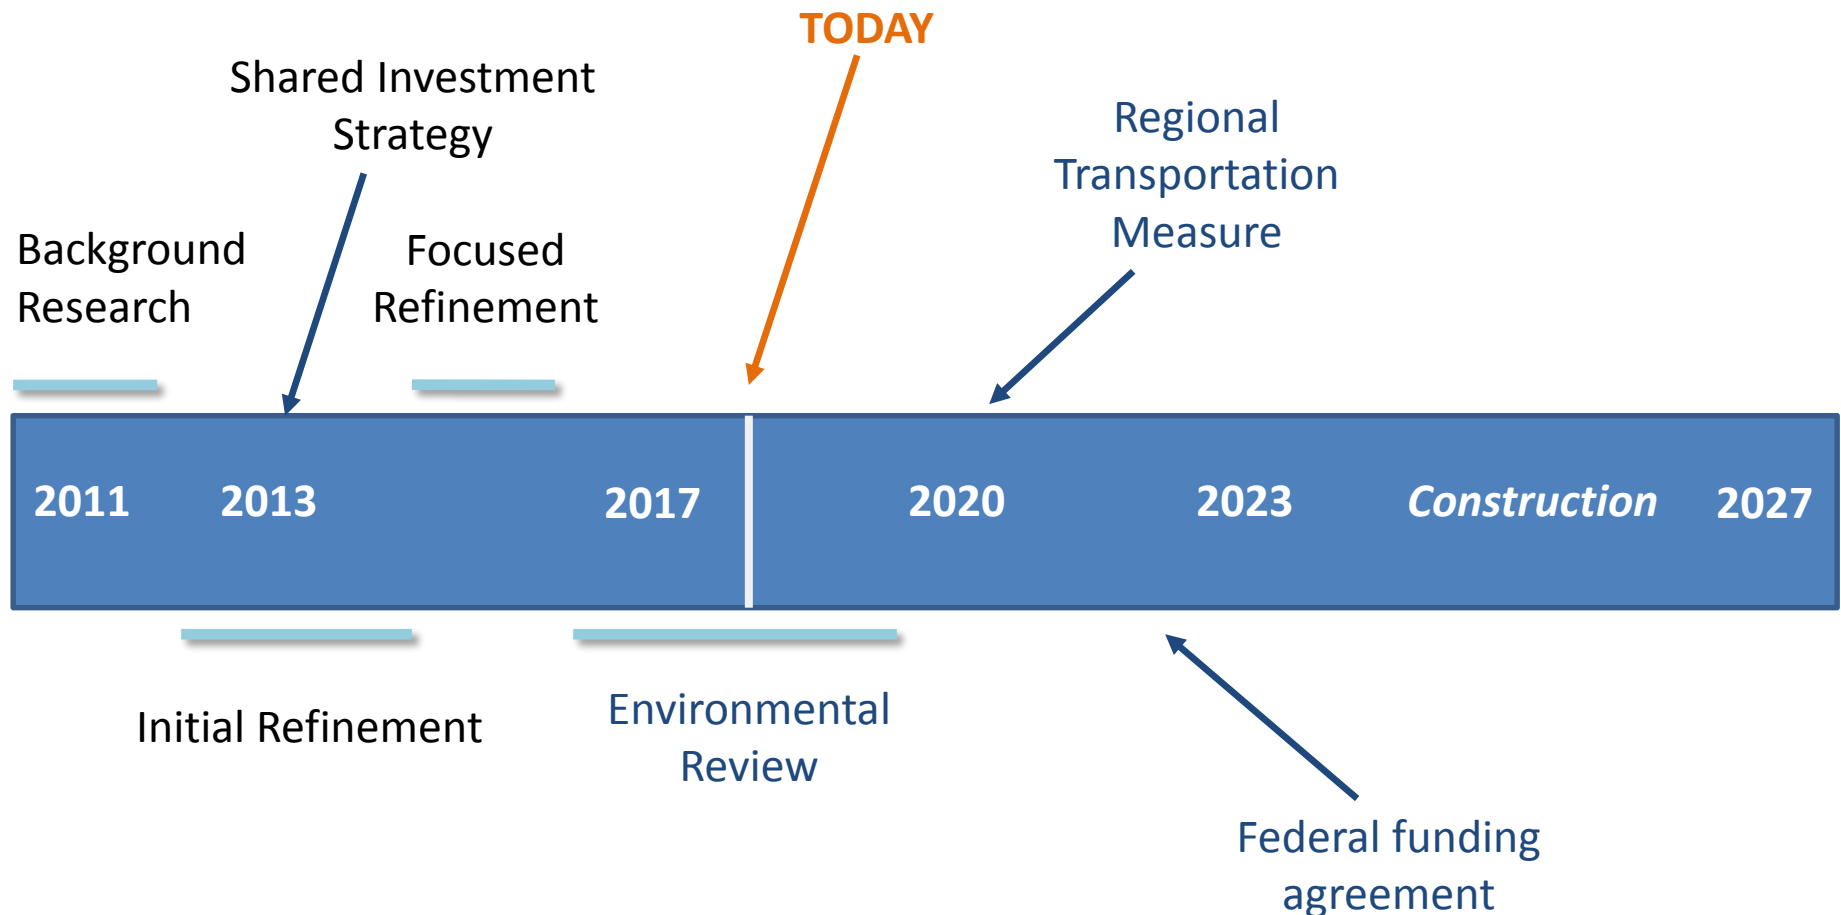 TODAY
Shared Investment
Strategy
Regional
Transportation
Measure
Background
Research
Focused
Refinement
2011
2013
2017
2020
2023
Construction
2027
Initial Refinement
Environmental
Review
Federal funding
agreement